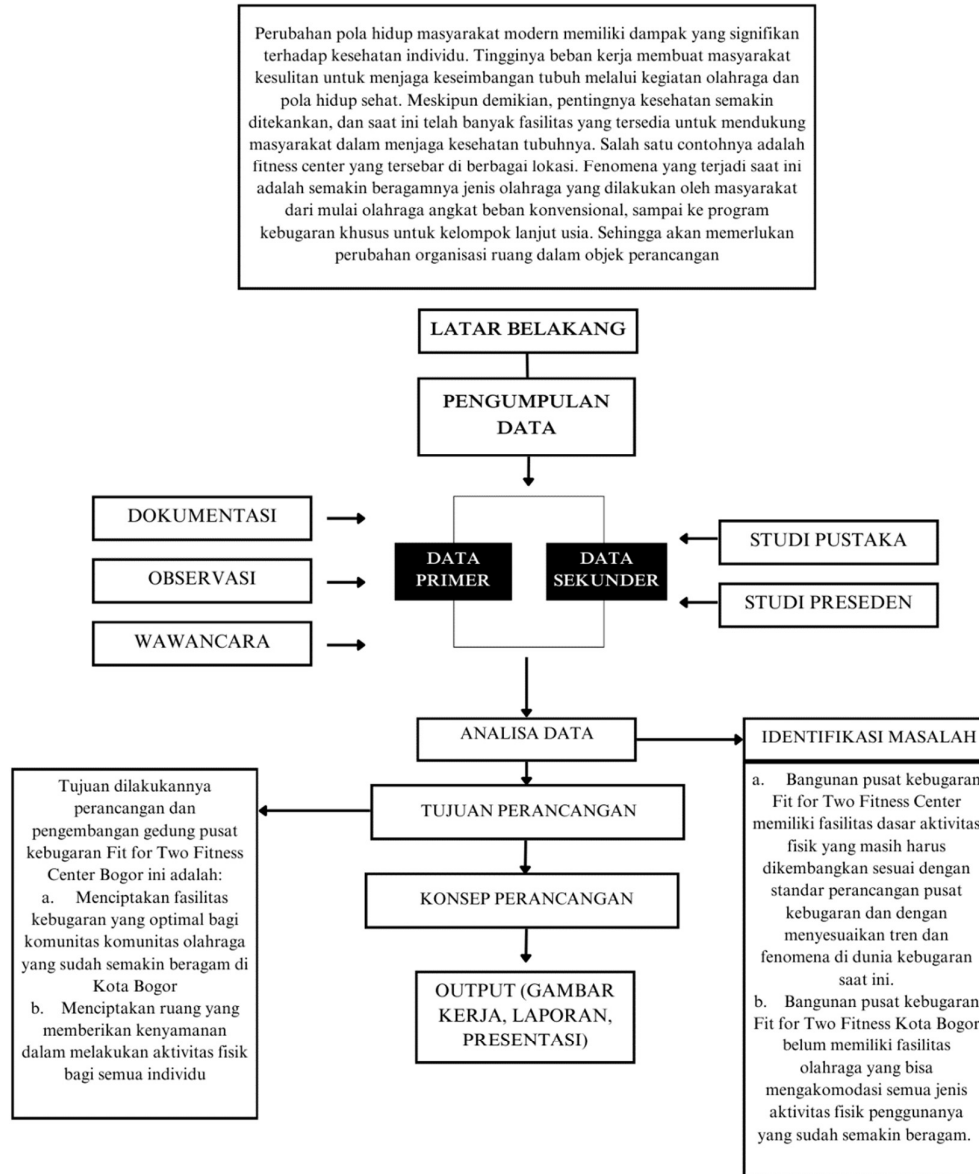 Perubahan pola hidup masyarakat modern memiliki dampak yang signifikan
terhadap kesehatan individu. Tingginya beban kerja membuat masyarakat
kesulitan untuk menjaga keseimbangan tubuh melalui kegiatan olahraga dan
pola hidup sehat. Meskipun demikian, pentingnya kesehatan semakin
ditekankan, dan saat ini telah banyak fasilitas yang tersedia untuk mendukung
masyarakat dalam menjaga kesehatan tubuhnya. Salah satu contohnya adalah
fitness center yang tersebar di berbagai lokasi. Fenomena yang terjadi saat ini
adalah semakin beragamnya jenis olahraga yang dilakukan oleh masyarakat
dari mulai olahraga angkat beban konvensional, sampai ke program
kebugaran khusus untuk kelompok lanjut usia. Sehingga akan memerlukan
perubahan organisasi ruang dalam objek perancangan
LATAR BELAKANG
PENGUMPULAN
DATA
DOKUMENTASI
OBSERVASI
WAWANCARA
DATA
PRIMER
DATA
SEKUNDER
STUDI PUSTAKA
STUDI PRESEDEN
ANALISA DATA
IDENTIFIKASI MASALAH
a. Bangunan pusat kebugaran
Fit for Two Fitness Center
memiliki fasilitas dasar aktivitas
fisik yang masih harus
dikembangkan sesuai dengan
standar perancangan pusat
kebugaran dan dengan
menyesuaikan tren dan
fenomena di dunia kebugaran
saat ini.
b. Bangunan pusat kebugaran
Fit for Two Fitness Kota Bogor
belum memiliki fasilitas
olahraga yang bisa
mengakomodasi semua jenis
aktivitas fisik penggunanya
yang sudah semakin beragam.
TUJUAN PERANCANGAN
Tujuan dilakukannya
perancangan dan
pengembangan gedung pusat
kebugaran Fit for Two Fitness
Center Bogor ini adalah:
a. Menciptakan fasilitas
kebugaran yang optimal bagi
komunitas komunitas olahraga
yang sudah semakin beragam di
Kota Bogor
b. Menciptakan ruang yang
memberikan kenyamanan
dalam melakukan aktivitas fisik
bagi semua individu
KONSEP PERANCANGAN
OUTPUT (GAMBAR
KERJA, LAPORAN,
PRESENTASI)